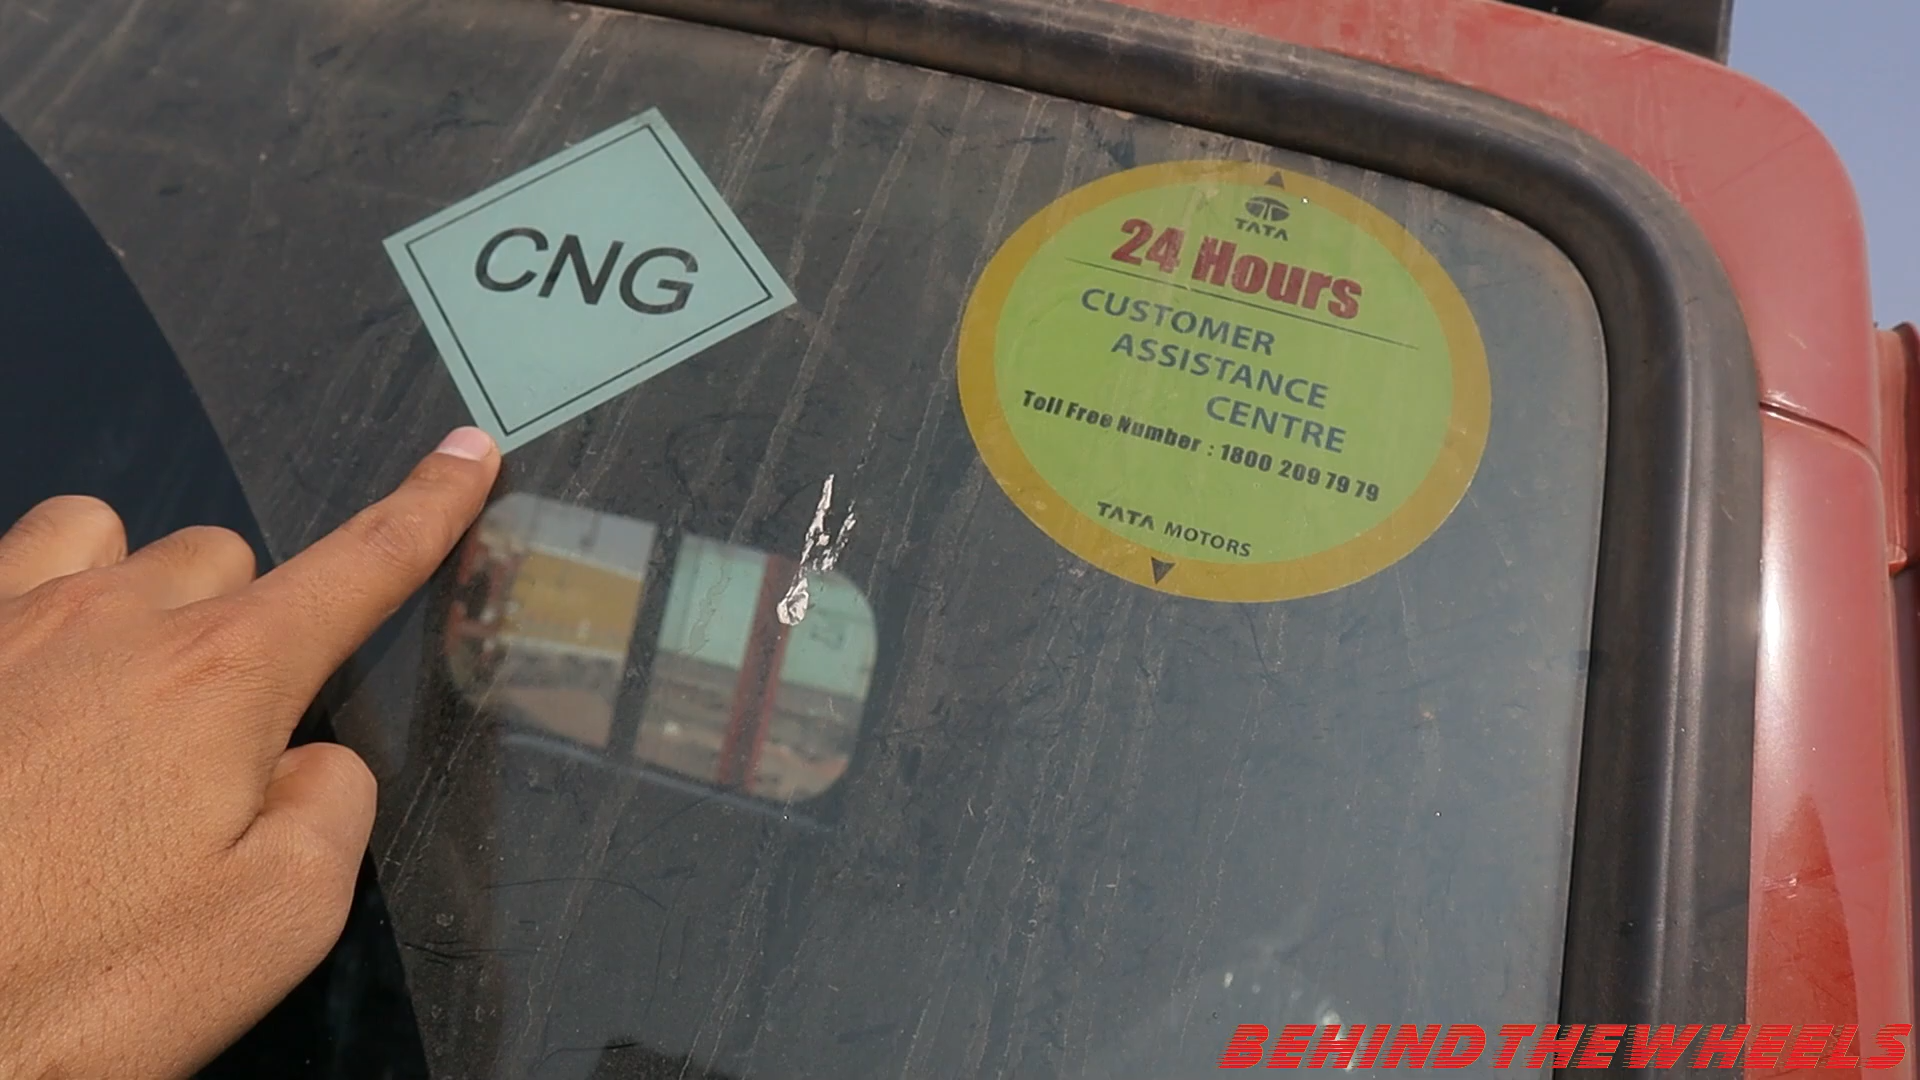 CNG
TATA
24 Hours
CUSTOMER
ASSISTANCE
CENTRE
Toll Free Number : 1800 209 79 79
TATA MOTORS
BEHINDTHEWHEELS